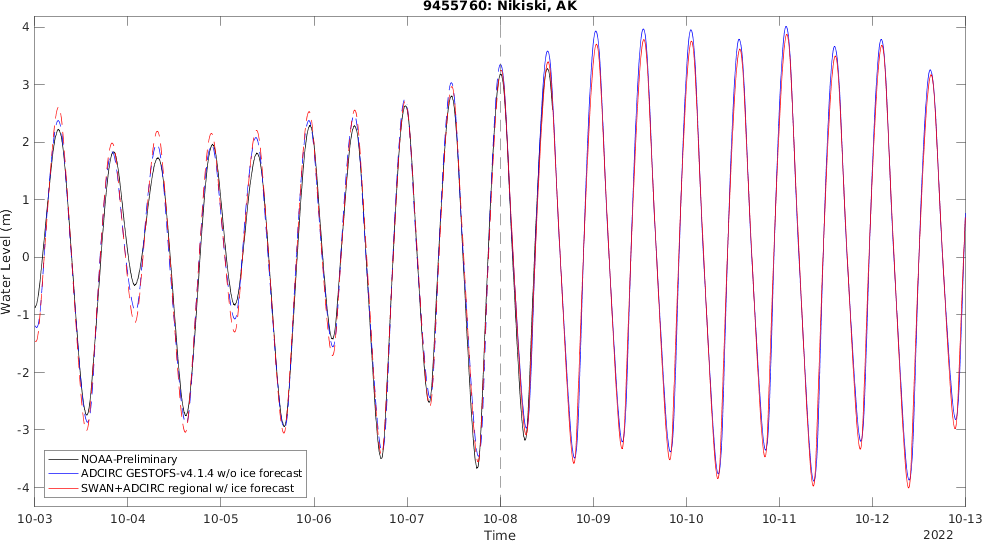 9455760: Nikiski, AK
4
3
2
1
0
-1
-2
-3
-4
Water Level (m)
NOAA-Preliminary
ADCIRC GESTOFS-v4.1.4 w/o ice forecast
SWAN+ADCIRC regional w/ ice forecast
10-03 10-04 10-05 10-06 10-07 10-08 10-09 10-10 10-11 10-12 10-13
Time
2022